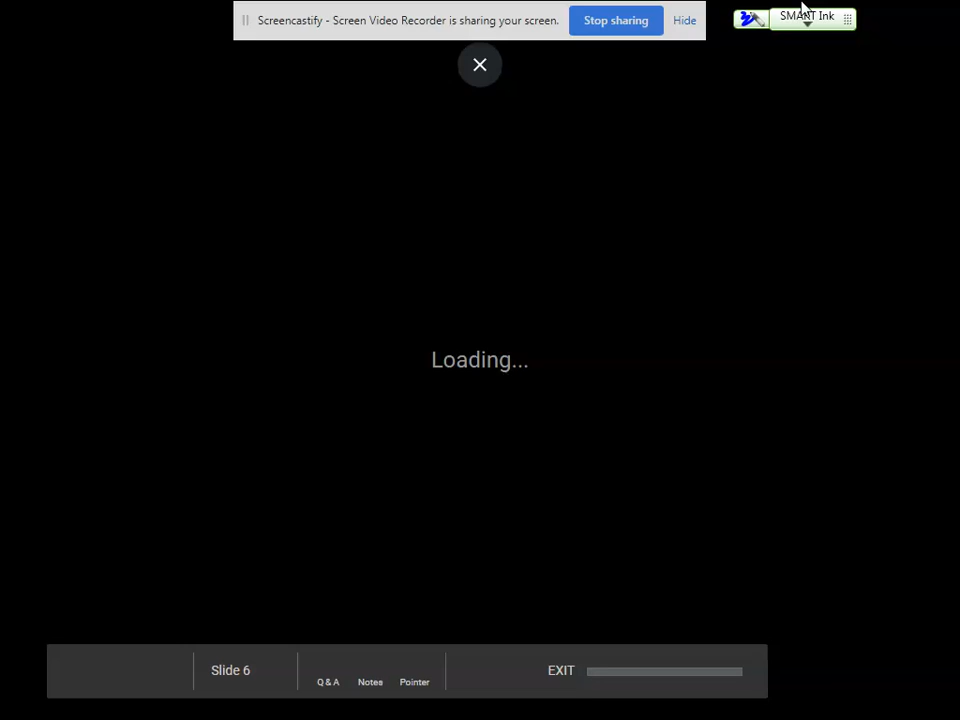 Screencastify - Screen Video Recorder is sharing your screen. Stop sharing Hide
SMART Ink
Loading...
Slide 6
Q & A Notes Pointer
EXIT